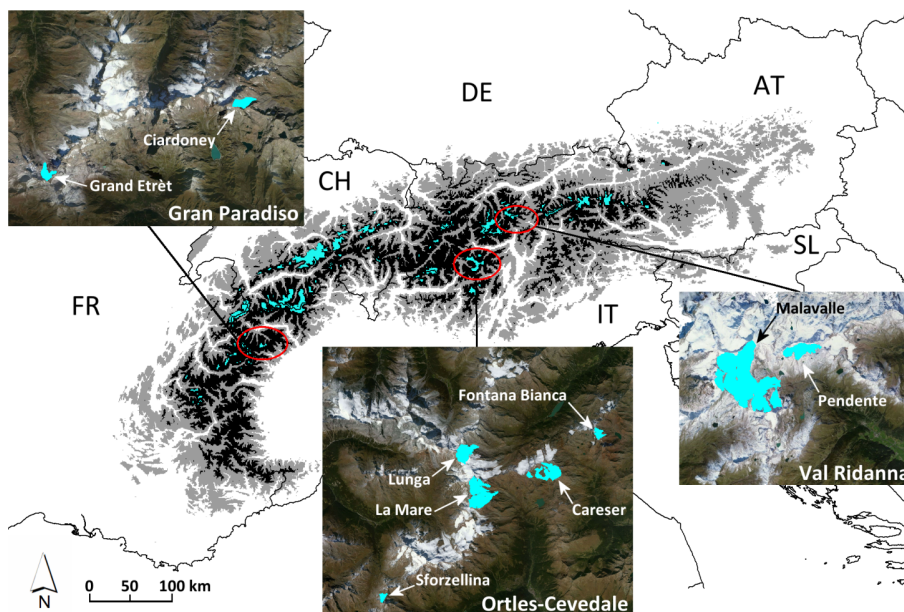 DE
AT
CH
SL
FR
IT
Ciardoney
Grand Etrèt
Gran Paradiso
Malavalle
Pendente
Val Ridanna
Fontana Bianca
Lunga
La Mare
Careser
Sforzellina
Ortles-Cevedale
N
0 50 100 km